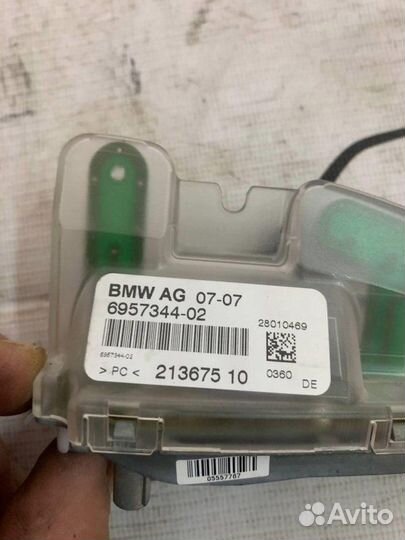 BMW AG 07-07
6957344-02
28010469
6957344-02
> PC < 213675 10
0360
DE
05557767
Avito